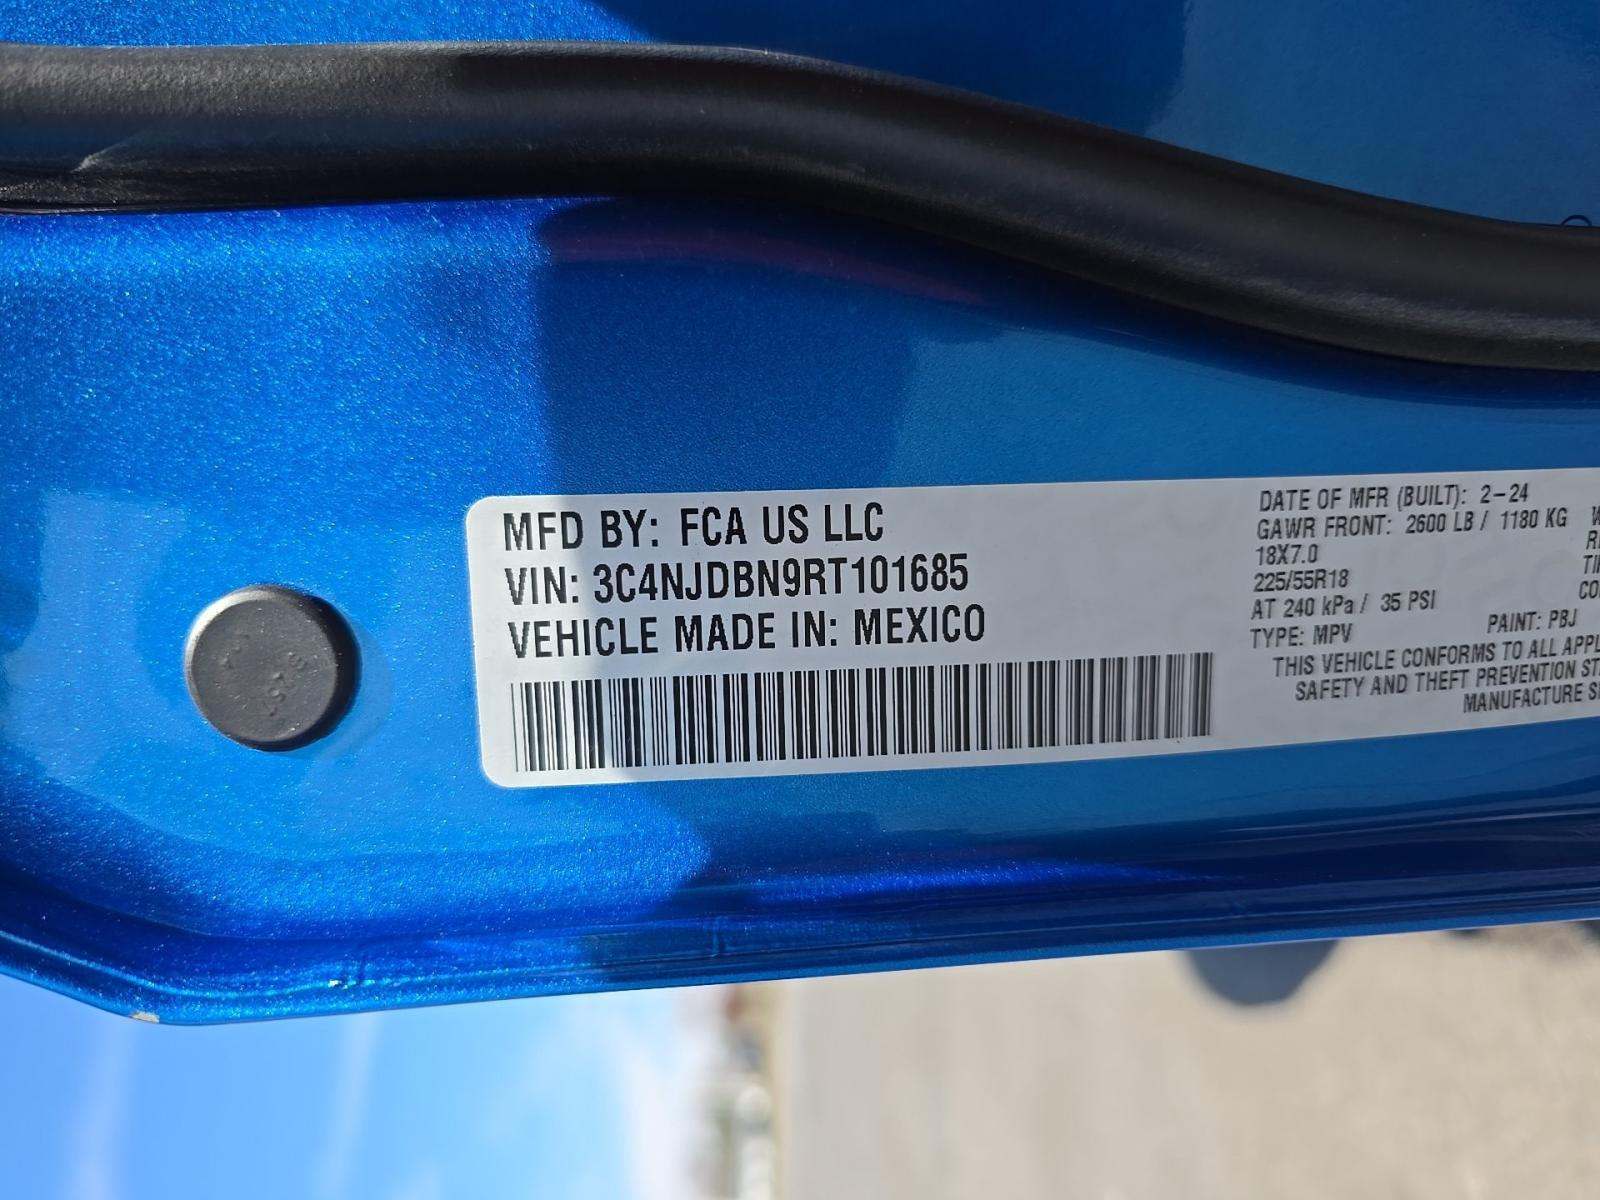 MFD BY: FCA US LLC
VIN: 3C4NJDBN9RT101685
VEHICLE MADE IN: MEXICO
DATE OF MFR (BUILT): 2-24
GAWR FRONT: 2600 LB / 1180 KG
18X7.0
225/55R18
AT 240 kPa / 35 PSI
TYPE: MPV PAINT: PBJ
THIS VEHICLE CONFORMS TO ALL
SAFETY AND THEFT PREVENTION
MANUFACTURE